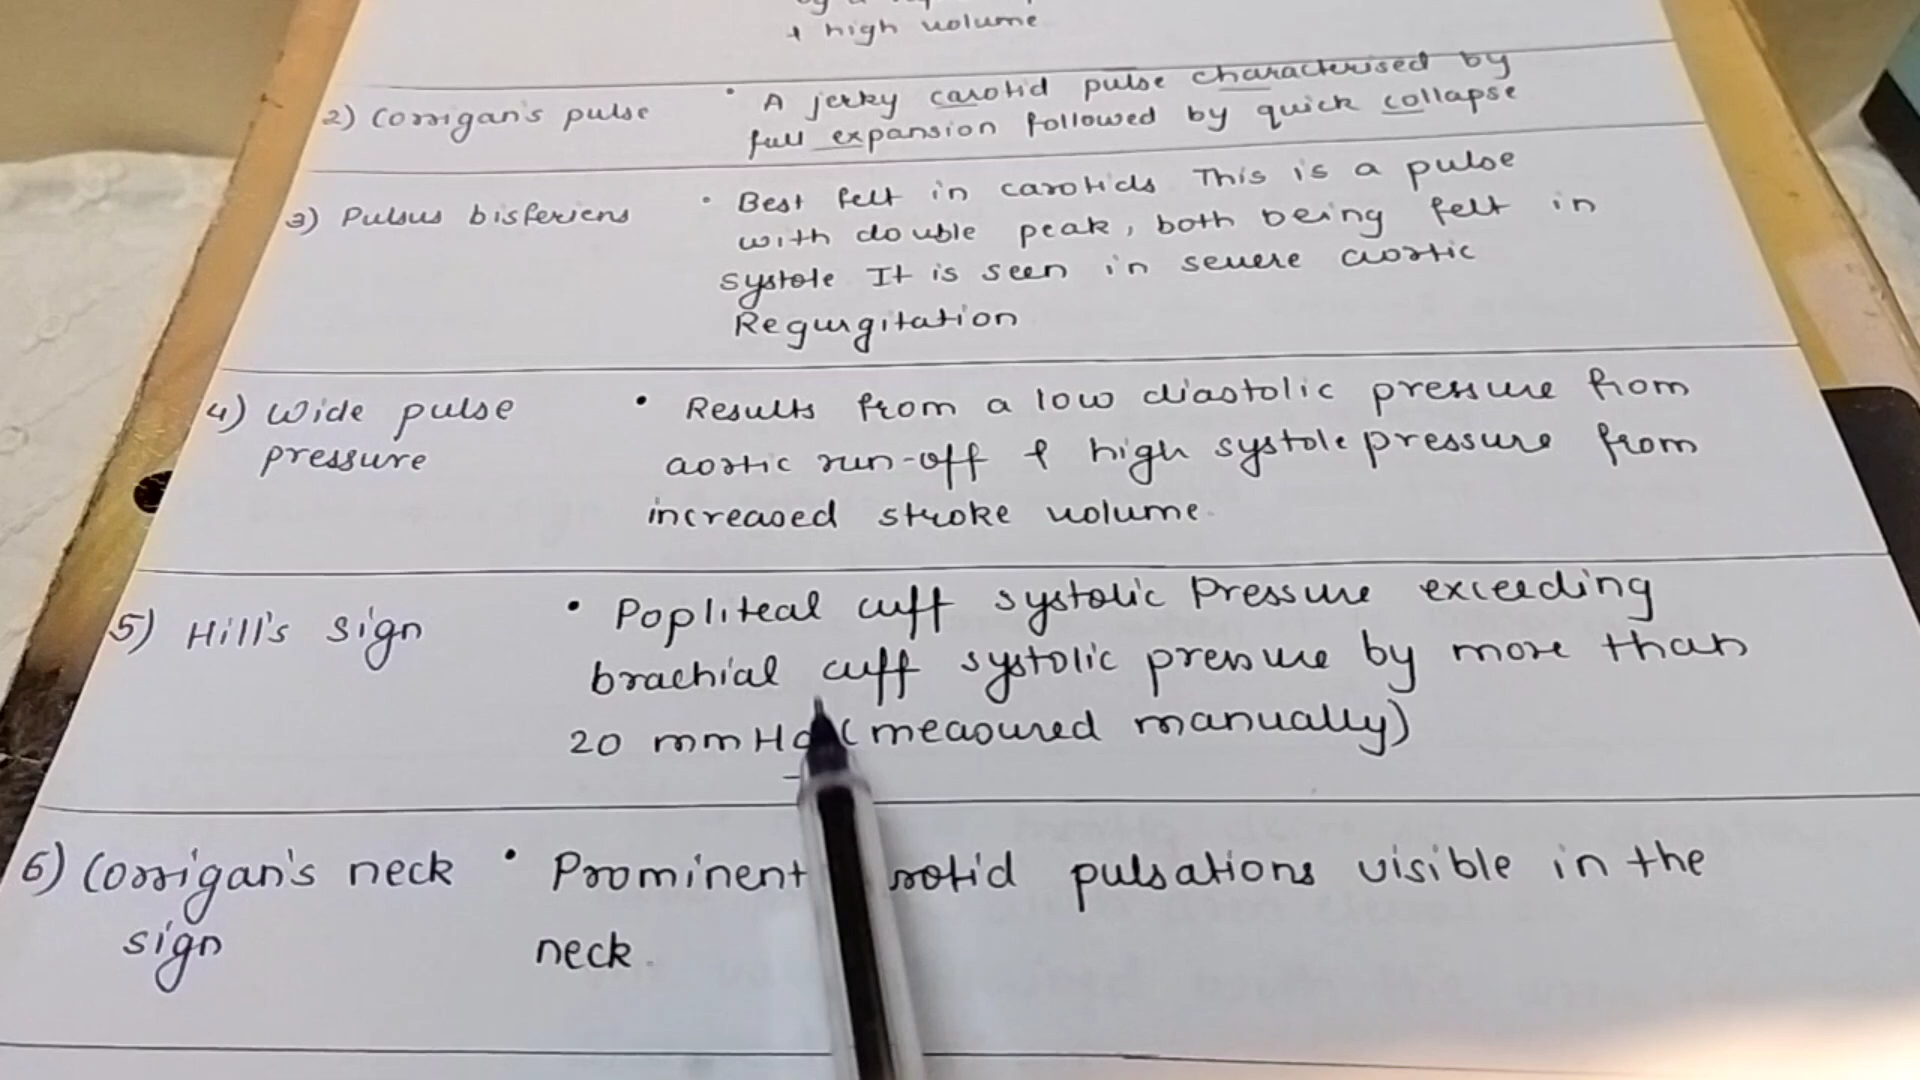 + high volume
2) Corrigan's pulse
• A jerky carotid pulse characterised by
full expansion followed by quick collapse
3) Pulsus bisferiens
• Best felt in carotids This is a pulse
with double peak, both being felt in
systole It is seen in severe aortic
Regurgitation
4) Wide pulse
pressure
• Results from a low diastolic pressure from
aortic run-off & high systole pressure from
increased stroke volume.
5) Hill's sign
• Popliteal cuff systolic Pressure exceeding
brachial cuff systolic pressure by more than
20 mmHg (measured manually)
6) Corrigan's neck
sign
• Prominent carotid pulsations visible in the
neck.